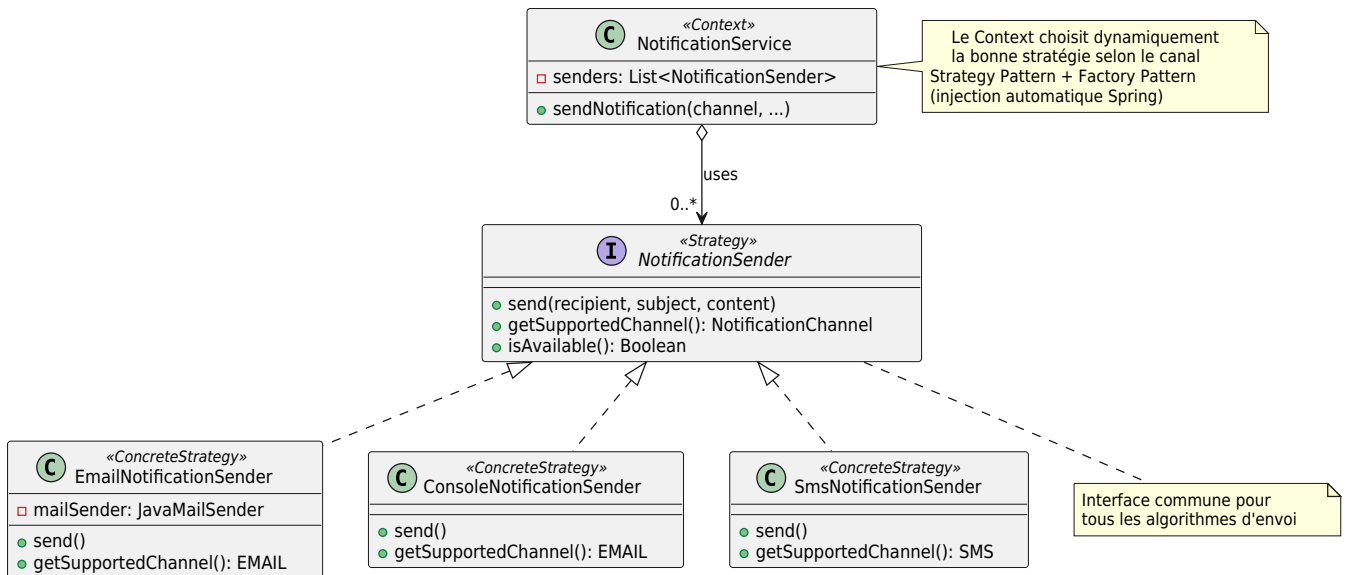 «Context»
C
NotificationService
senders: List<NotificationSender>
sendNotification(channel, ...)
Le Context choisit dynamiquement
la bonne stratégie selon le canal
Strategy Pattern + Factory Pattern
(injection automatique Spring)
uses
0..*
«Strategy»
I
NotificationSender
send(recipient, subject, content)
getSupportedChannel(): NotificationChannel
isAvailable(): Boolean
«ConcreteStrategy»
C
EmailNotificationSender
mailSender: JavaMailSender
send()
getSupportedChannel(): EMAIL
«ConcreteStrategy»
C
ConsoleNotificationSender
send()
getSupportedChannel(): EMAIL
«ConcreteStrategy»
C
SmsNotificationSender
send()
getSupportedChannel(): SMS
Interface commune pour
tous les algorithmes d'envoi